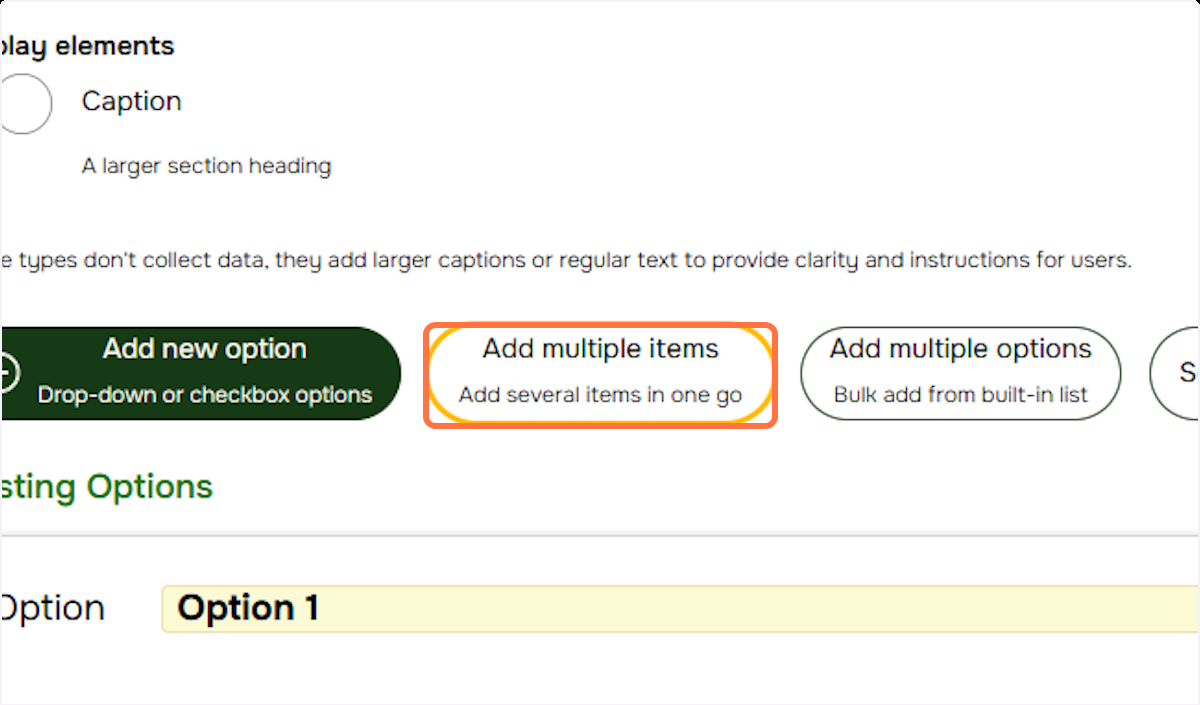 play elements
Caption
A larger section heading
e types don't collect data, they add larger captions or regular text to provide clarity and instructions for users.
Add new option
Drop-down or checkbox options
Add multiple items
Add several items in one go
Add multiple options
Bulk add from built-in list
S
sting Options
Option
Option 1